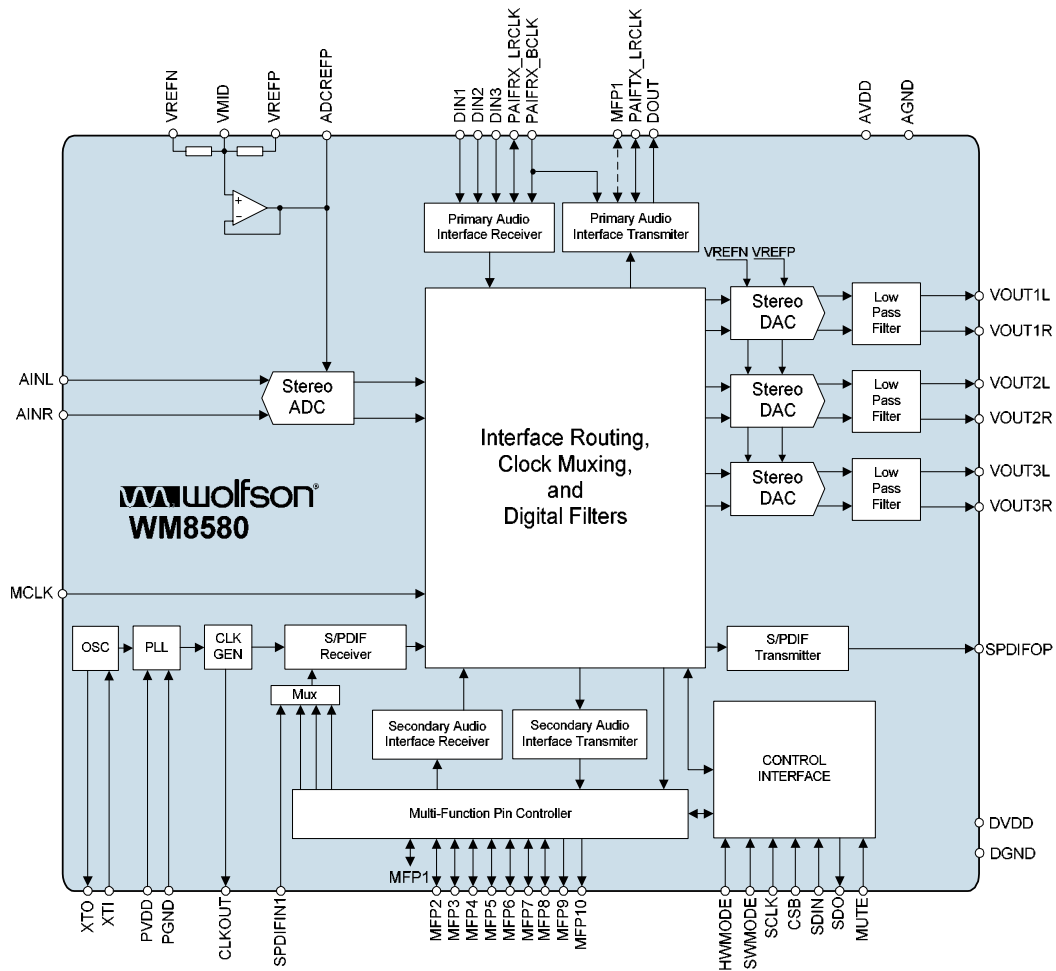 VREFN
VMID
VREFP
ADCREFP
DIN1
DIN2
DIN3
PAIFRX_LRCLK
PAIFRX_BCLK
MFP1
PAIFTX_LRCLK
DOUT
AVDD
AGND
+
−
Primary Audio
Interface Receiver
Primary Audio
Interface Transmiter
VREFN VREFP
Stereo
DAC
Low
Pass
Filter
VOUT1L
VOUT1R
AINL
AINR
Stereo
ADC
Stereo
DAC
Low
Pass
Filter
VOUT2L
VOUT2R
Interface Routing,
Clock Muxing,
and
Digital Filters
Stereo
DAC
Low
Pass
Filter
VOUT3L
VOUT3R
wolfson®
WM8580
MCLK
OSC
PLL
CLK
GEN
S/PDIF
Receiver
S/PDIF
Transmitter
SPDIFOP
Mux
Secondary Audio
Interface Receiver
Secondary Audio
Interface Transmiter
CONTROL
INTERFACE
Multi-Function Pin Controller
DVDD
DGND
MFP1
XTO
XTI
PVDD
PGND
CLKOUT
SPDIFIN1
MFP2
MFP3
MFP4
MFP5
MFP6
MFP7
MFP8
MFP9
MFP10
HWMODE
SWMODE
SCLK
CSB
SDIN
SDO
MUTE